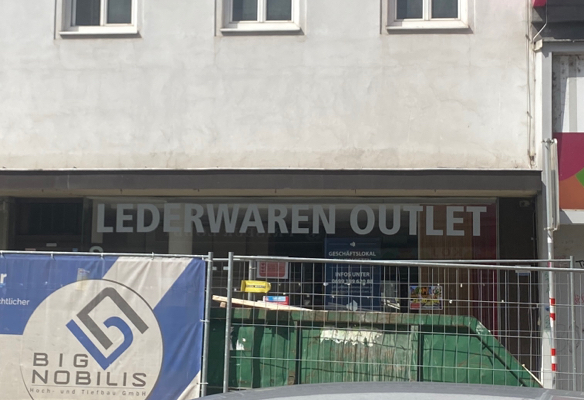 LEDERWAREN OUTLET
GESCHÄFTSLOKAL
INFOS UNTER
BIG
NOBILIS
Hoch- und Tiefbau GmbH